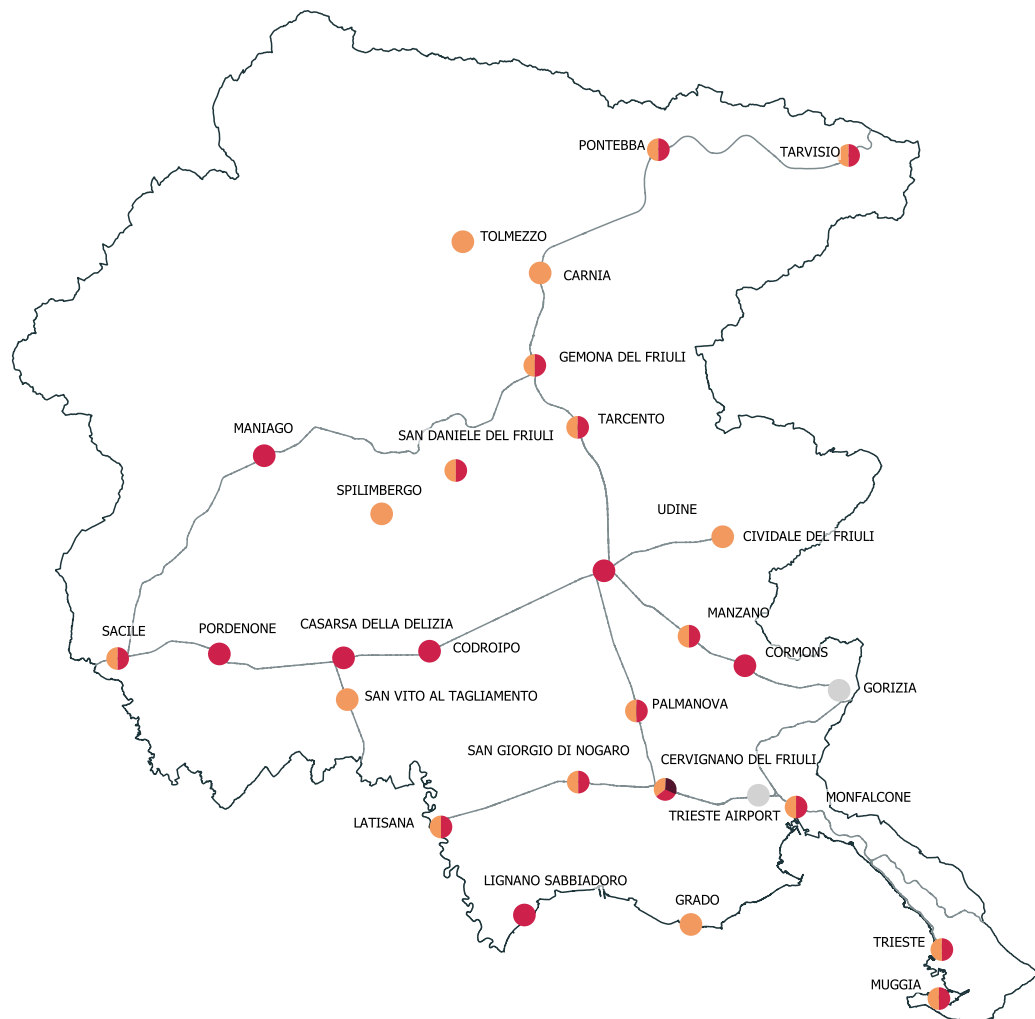 PONTEBBA
TARVISIO
TOLMEZZO
CARNIA
GEMONA DEL FRIULI
TARCENTO
MANIAGO
SAN DANIELE DEL FRIULI
SPILIMBERGO
UDINE
CIVIDALE DEL FRIULI
MANZANO
CORMONS
SACILE
PORDENONE
CASARSA DELLA DELIZIA
CODROIPO
GORIZIA
SAN VITO AL TAGLIAMENTO
PALMANOVA
SAN GIORGIO DI NOGARO
CERVIGNANO DEL FRIULI
MONFALCONE
TRIESTE AIRPORT
LATISANA
LIGNANO SABBIADORO
GRADO
TRIESTE
MUGGIA